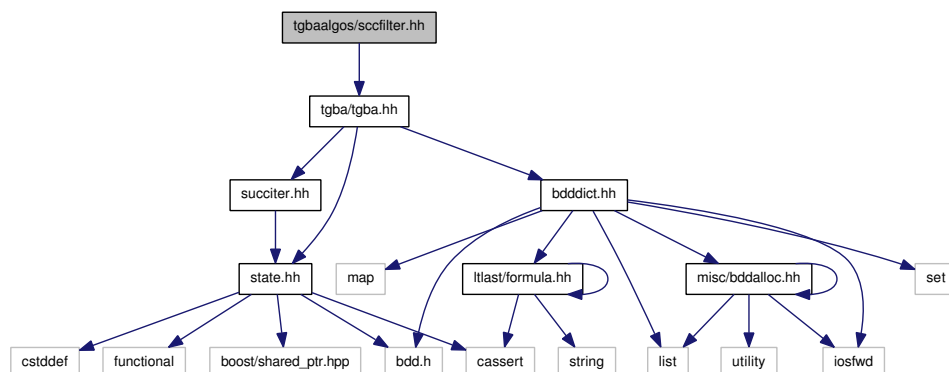 tgbaalgos/sccfilter.hh
tgba/tgba.hh
succiter.hh
bdddict.hh
state.hh
map
ltlast/formula.hh
misc/bddalloc.hh
set
cstddef
functional
boost/shared_ptr.hpp
bdd.h
cassert
string
list
utility
iosfwd